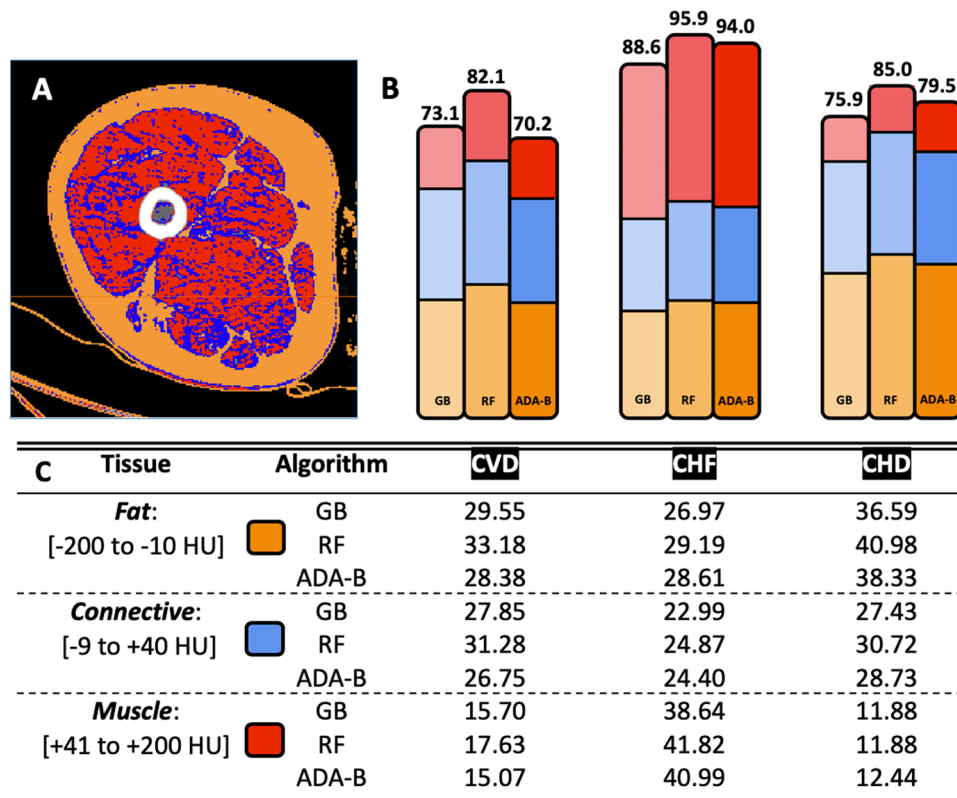 A
B
73.1
82.1
70.2
88.6
95.9
94.0
75.9
85.0
79.5
GB RF ADA-B
GB RF ADA-B
GB RF ADA-B
C Tissue Algorithm CVD CHF CHD
Fat: GB 29.55 26.97 36.59
[-200 to -10 HU] RF 33.18 29.19 40.98
ADA-B 28.38 28.61 38.33
Connective: GB 27.85 22.99 27.43
[-9 to +40 HU] RF 31.28 24.87 30.72
ADA-B 26.75 24.40 28.73
Muscle: GB 15.70 38.64 11.88
[+41 to +200 HU] RF 17.63 41.82 11.88
ADA-B 15.07 40.99 12.44